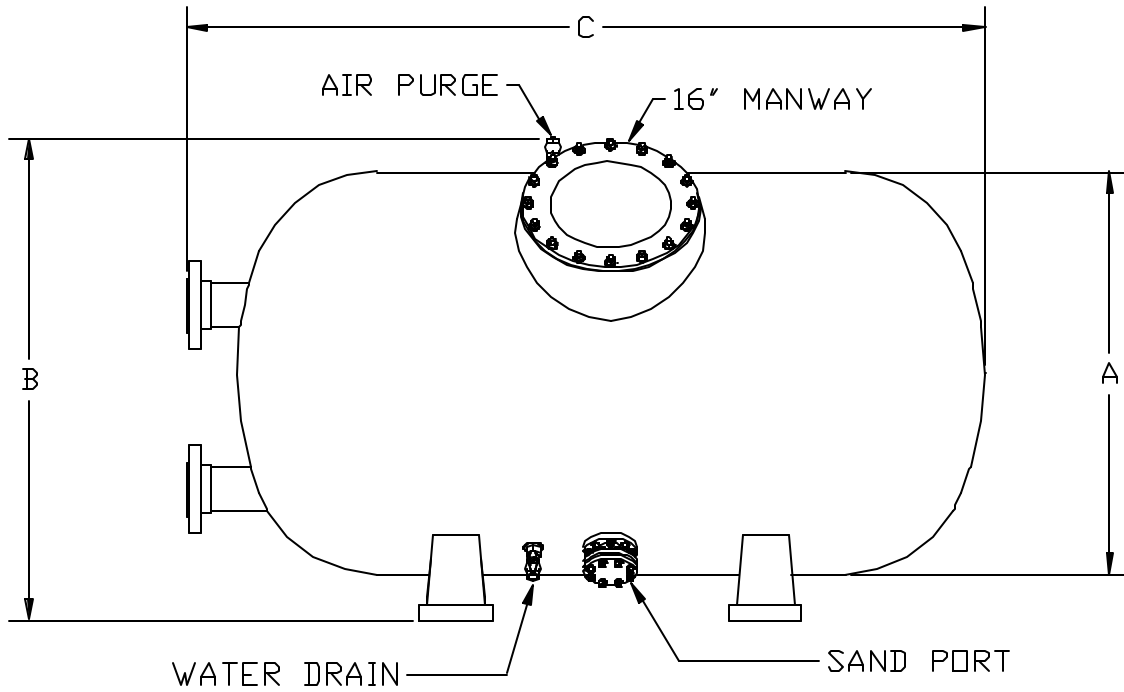 C
AIR PURGE
16" MANWAY
B
A
WATER DRAIN
SAND PORT